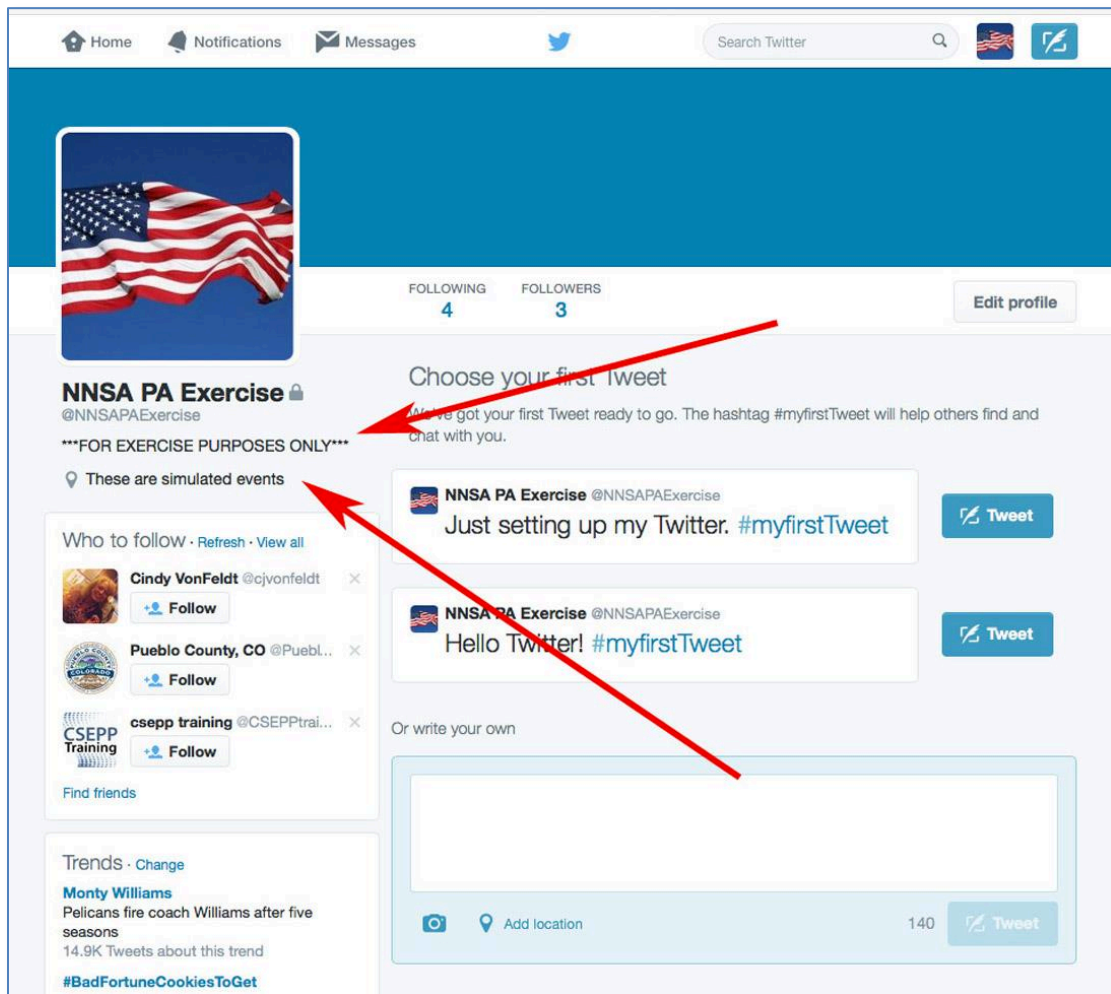 Home Notifications Messages Search Twitter
FOLLOWING FOLLOWERS
4 3
Edit profile
NNSA PA Exercise
@NNSAPAExercise
***FOR EXERCISE PURPOSES ONLY***
These are simulated events
Who to follow · Refresh · View all
Cindy VonFeldt @cjvonfeldt
Follow
Pueblo County, CO @Puebl...
Follow
CSEPP
Training
csepp training @CSEPPtrai...
Follow
Find friends
Trends · Change
Monty Williams
Pelicans fire coach Williams after five
seasons
14.9K Tweets about this trend
#BadFortuneCookiesToGet
Choose your first Tweet
We've got your first Tweet ready to go. The hashtag #myfirstTweet will help others find and
chat with you.
NNSA PA Exercise @NNSAPAExercise
Just setting up my Twitter. #myfirstTweet
Tweet
NNSA PA Exercise @NNSAPAExercise
Hello Twitter! #myfirstTweet
Tweet
Or write your own
Add location
140
Tweet